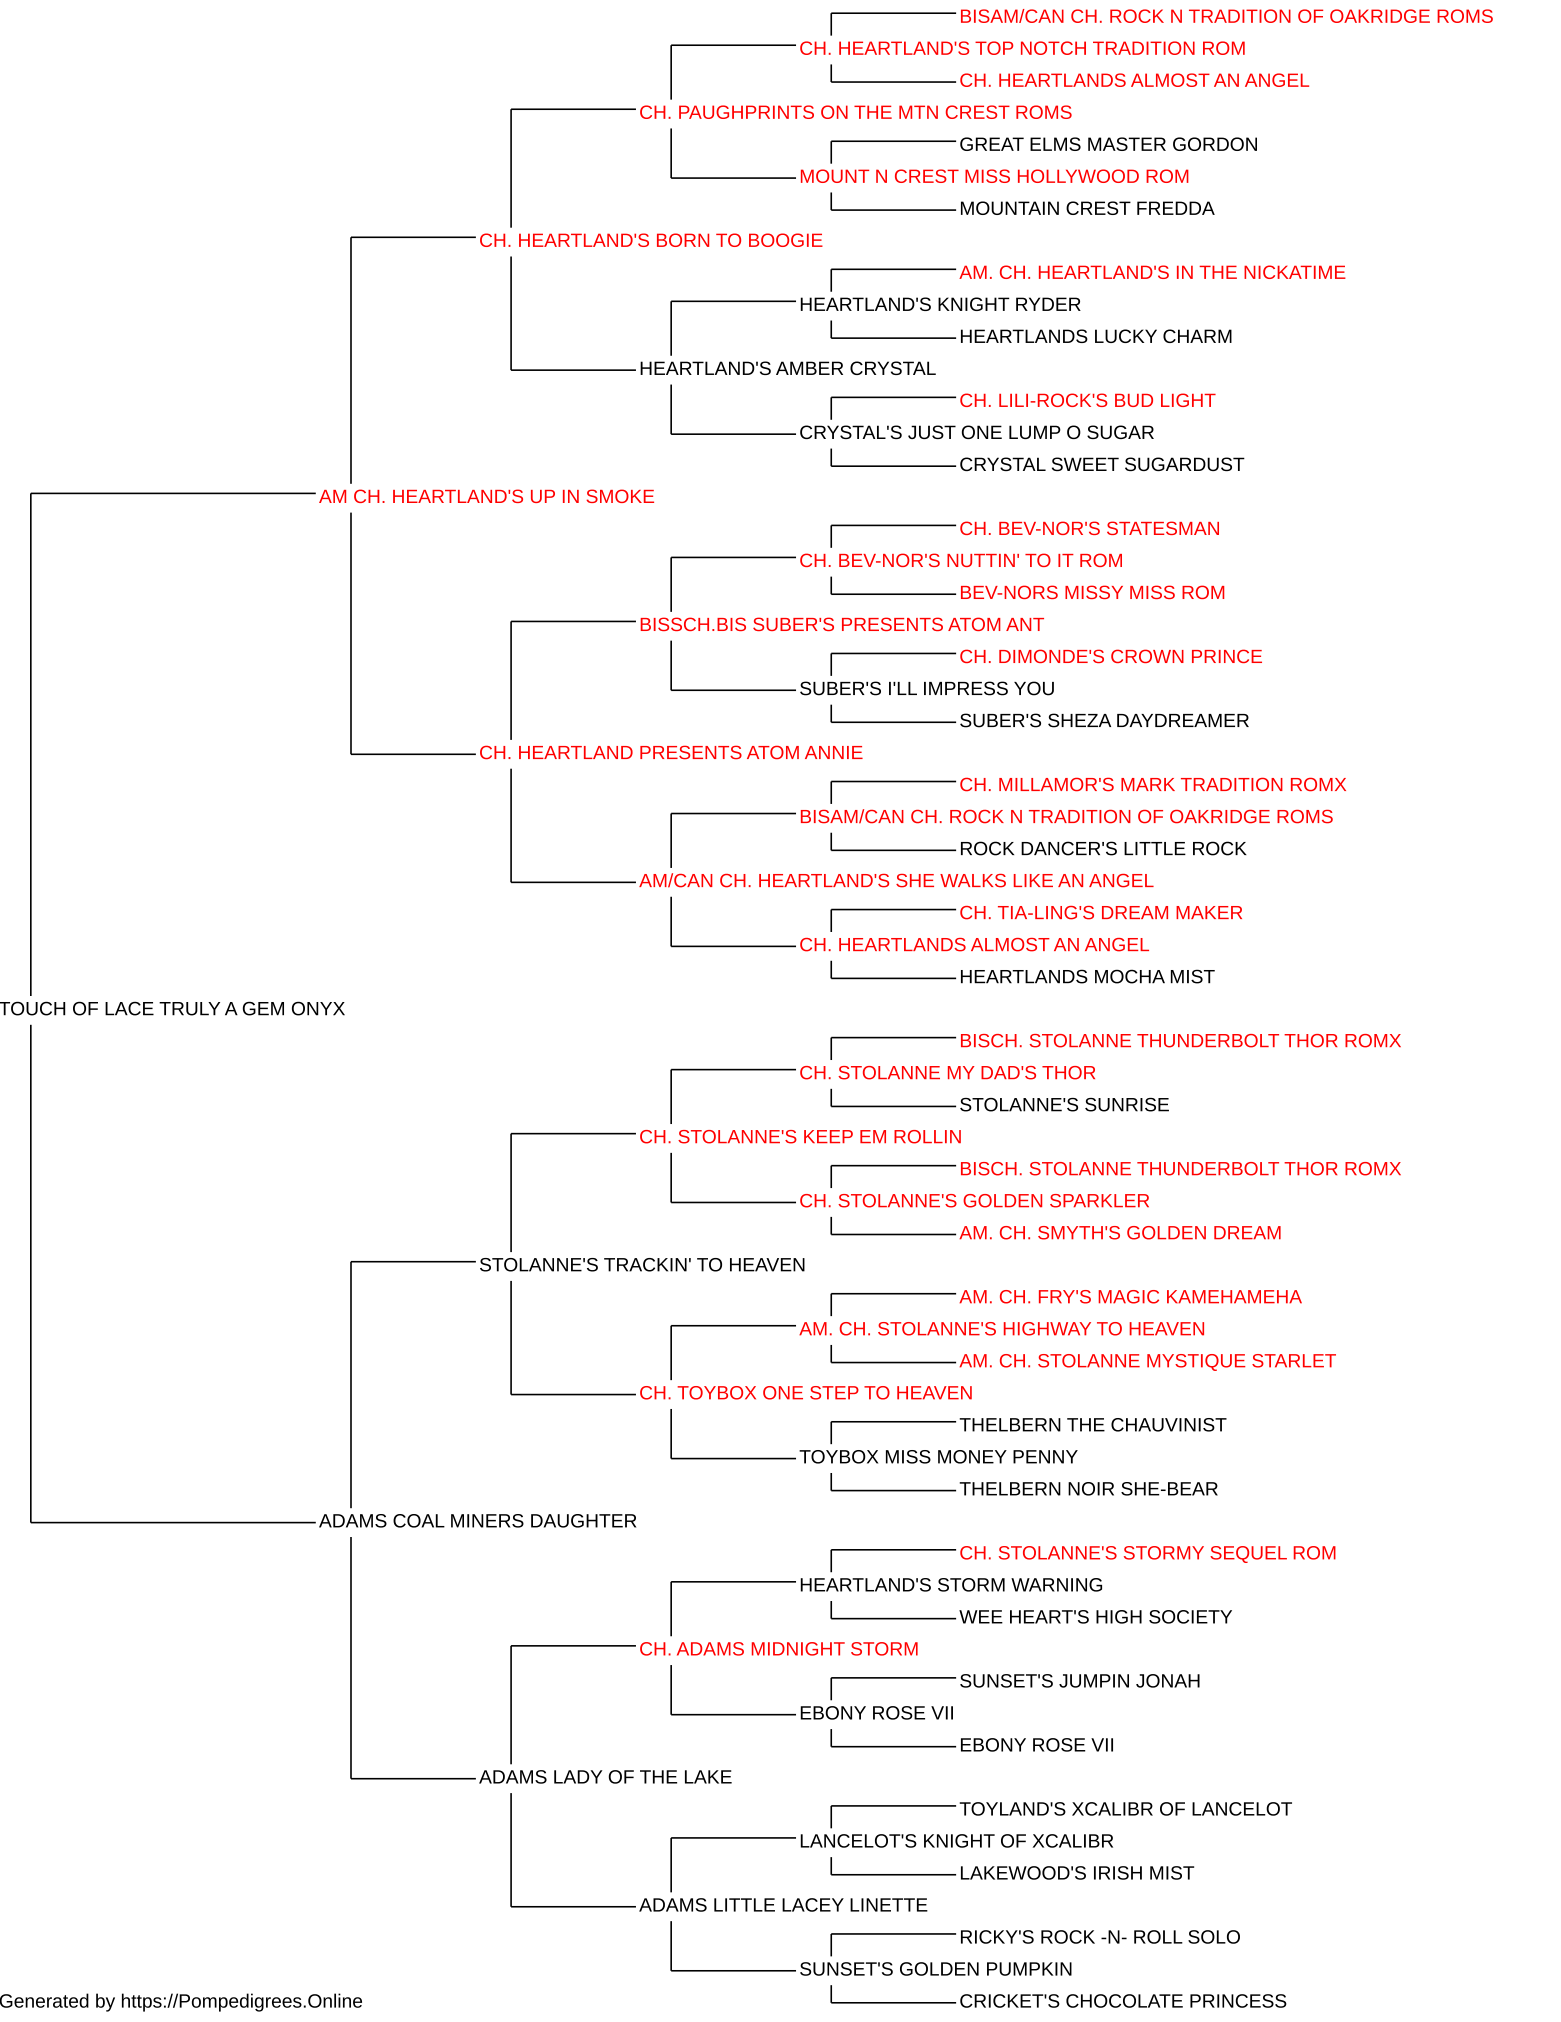 BISAM/CAN CH. ROCK N TRADITION OF OAKRIDGE ROMS
CH. HEARTLAND'S TOP NOTCH TRADITION ROM
CH. HEARTLANDS ALMOST AN ANGEL
CH. PAUGHPRINTS ON THE MTN CREST ROMS
GREAT ELMS MASTER GORDON
MOUNT N CREST MISS HOLLYWOOD ROM
MOUNTAIN CREST FREDDA
CH. HEARTLAND'S BORN TO BOOGIE
AM. CH. HEARTLAND'S IN THE NICKATIME
HEARTLAND'S KNIGHT RYDER
HEARTLANDS LUCKY CHARM
HEARTLAND'S AMBER CRYSTAL
CH. LILI-ROCK'S BUD LIGHT
CRYSTAL'S JUST ONE LUMP O SUGAR
CRYSTAL SWEET SUGARDUST
AM CH. HEARTLAND'S UP IN SMOKE
CH. BEV-NOR'S STATESMAN
CH. BEV-NOR'S NUTTIN' TO IT ROM
BEV-NORS MISSY MISS ROM
BISSCH.BIS SUBER'S PRESENTS ATOM ANT
CH. DIMONDE'S CROWN PRINCE
SUBER'S I'LL IMPRESS YOU
SUBER'S SHEZA DAYDREAMER
CH. HEARTLAND PRESENTS ATOM ANNIE
CH. MILLAMOR'S MARK TRADITION ROMX
BISAM/CAN CH. ROCK N TRADITION OF OAKRIDGE ROMS
ROCK DANCER'S LITTLE ROCK
AM/CAN CH. HEARTLAND'S SHE WALKS LIKE AN ANGEL
CH. TIA-LING'S DREAM MAKER
CH. HEARTLANDS ALMOST AN ANGEL
HEARTLANDS MOCHA MIST
TOUCH OF LACE TRULY A GEM ONYX
BISCH. STOLANNE THUNDERBOLT THOR ROMX
CH. STOLANNE MY DAD'S THOR
STOLANNE'S SUNRISE
CH. STOLANNE'S KEEP EM ROLLIN
BISCH. STOLANNE THUNDERBOLT THOR ROMX
CH. STOLANNE'S GOLDEN SPARKLER
AM. CH. SMYTH'S GOLDEN DREAM
STOLANNE'S TRACKIN' TO HEAVEN
AM. CH. FRY'S MAGIC KAMEHAMEHA
AM. CH. STOLANNE'S HIGHWAY TO HEAVEN
AM. CH. STOLANNE MYSTIQUE STARLET
CH. TOYBOX ONE STEP TO HEAVEN
THELBERN THE CHAUVINIST
TOYBOX MISS MONEY PENNY
THELBERN NOIR SHE-BEAR
ADAMS COAL MINERS DAUGHTER
CH. STOLANNE'S STORMY SEQUEL ROM
HEARTLAND'S STORM WARNING
WEE HEART'S HIGH SOCIETY
CH. ADAMS MIDNIGHT STORM
SUNSET'S JUMPIN JONAH
EBONY ROSE VII
EBONY ROSE VII
ADAMS LADY OF THE LAKE
TOYLAND'S XCALIBR OF LANCELOT
LANCELOT'S KNIGHT OF XCALIBR
LAKEWOOD'S IRISH MIST
ADAMS LITTLE LACEY LINETTE
RICKY'S ROCK -N- ROLL SOLO
SUNSET'S GOLDEN PUMPKIN
CRICKET'S CHOCOLATE PRINCESS
Generated by https://Pompedigrees.Online